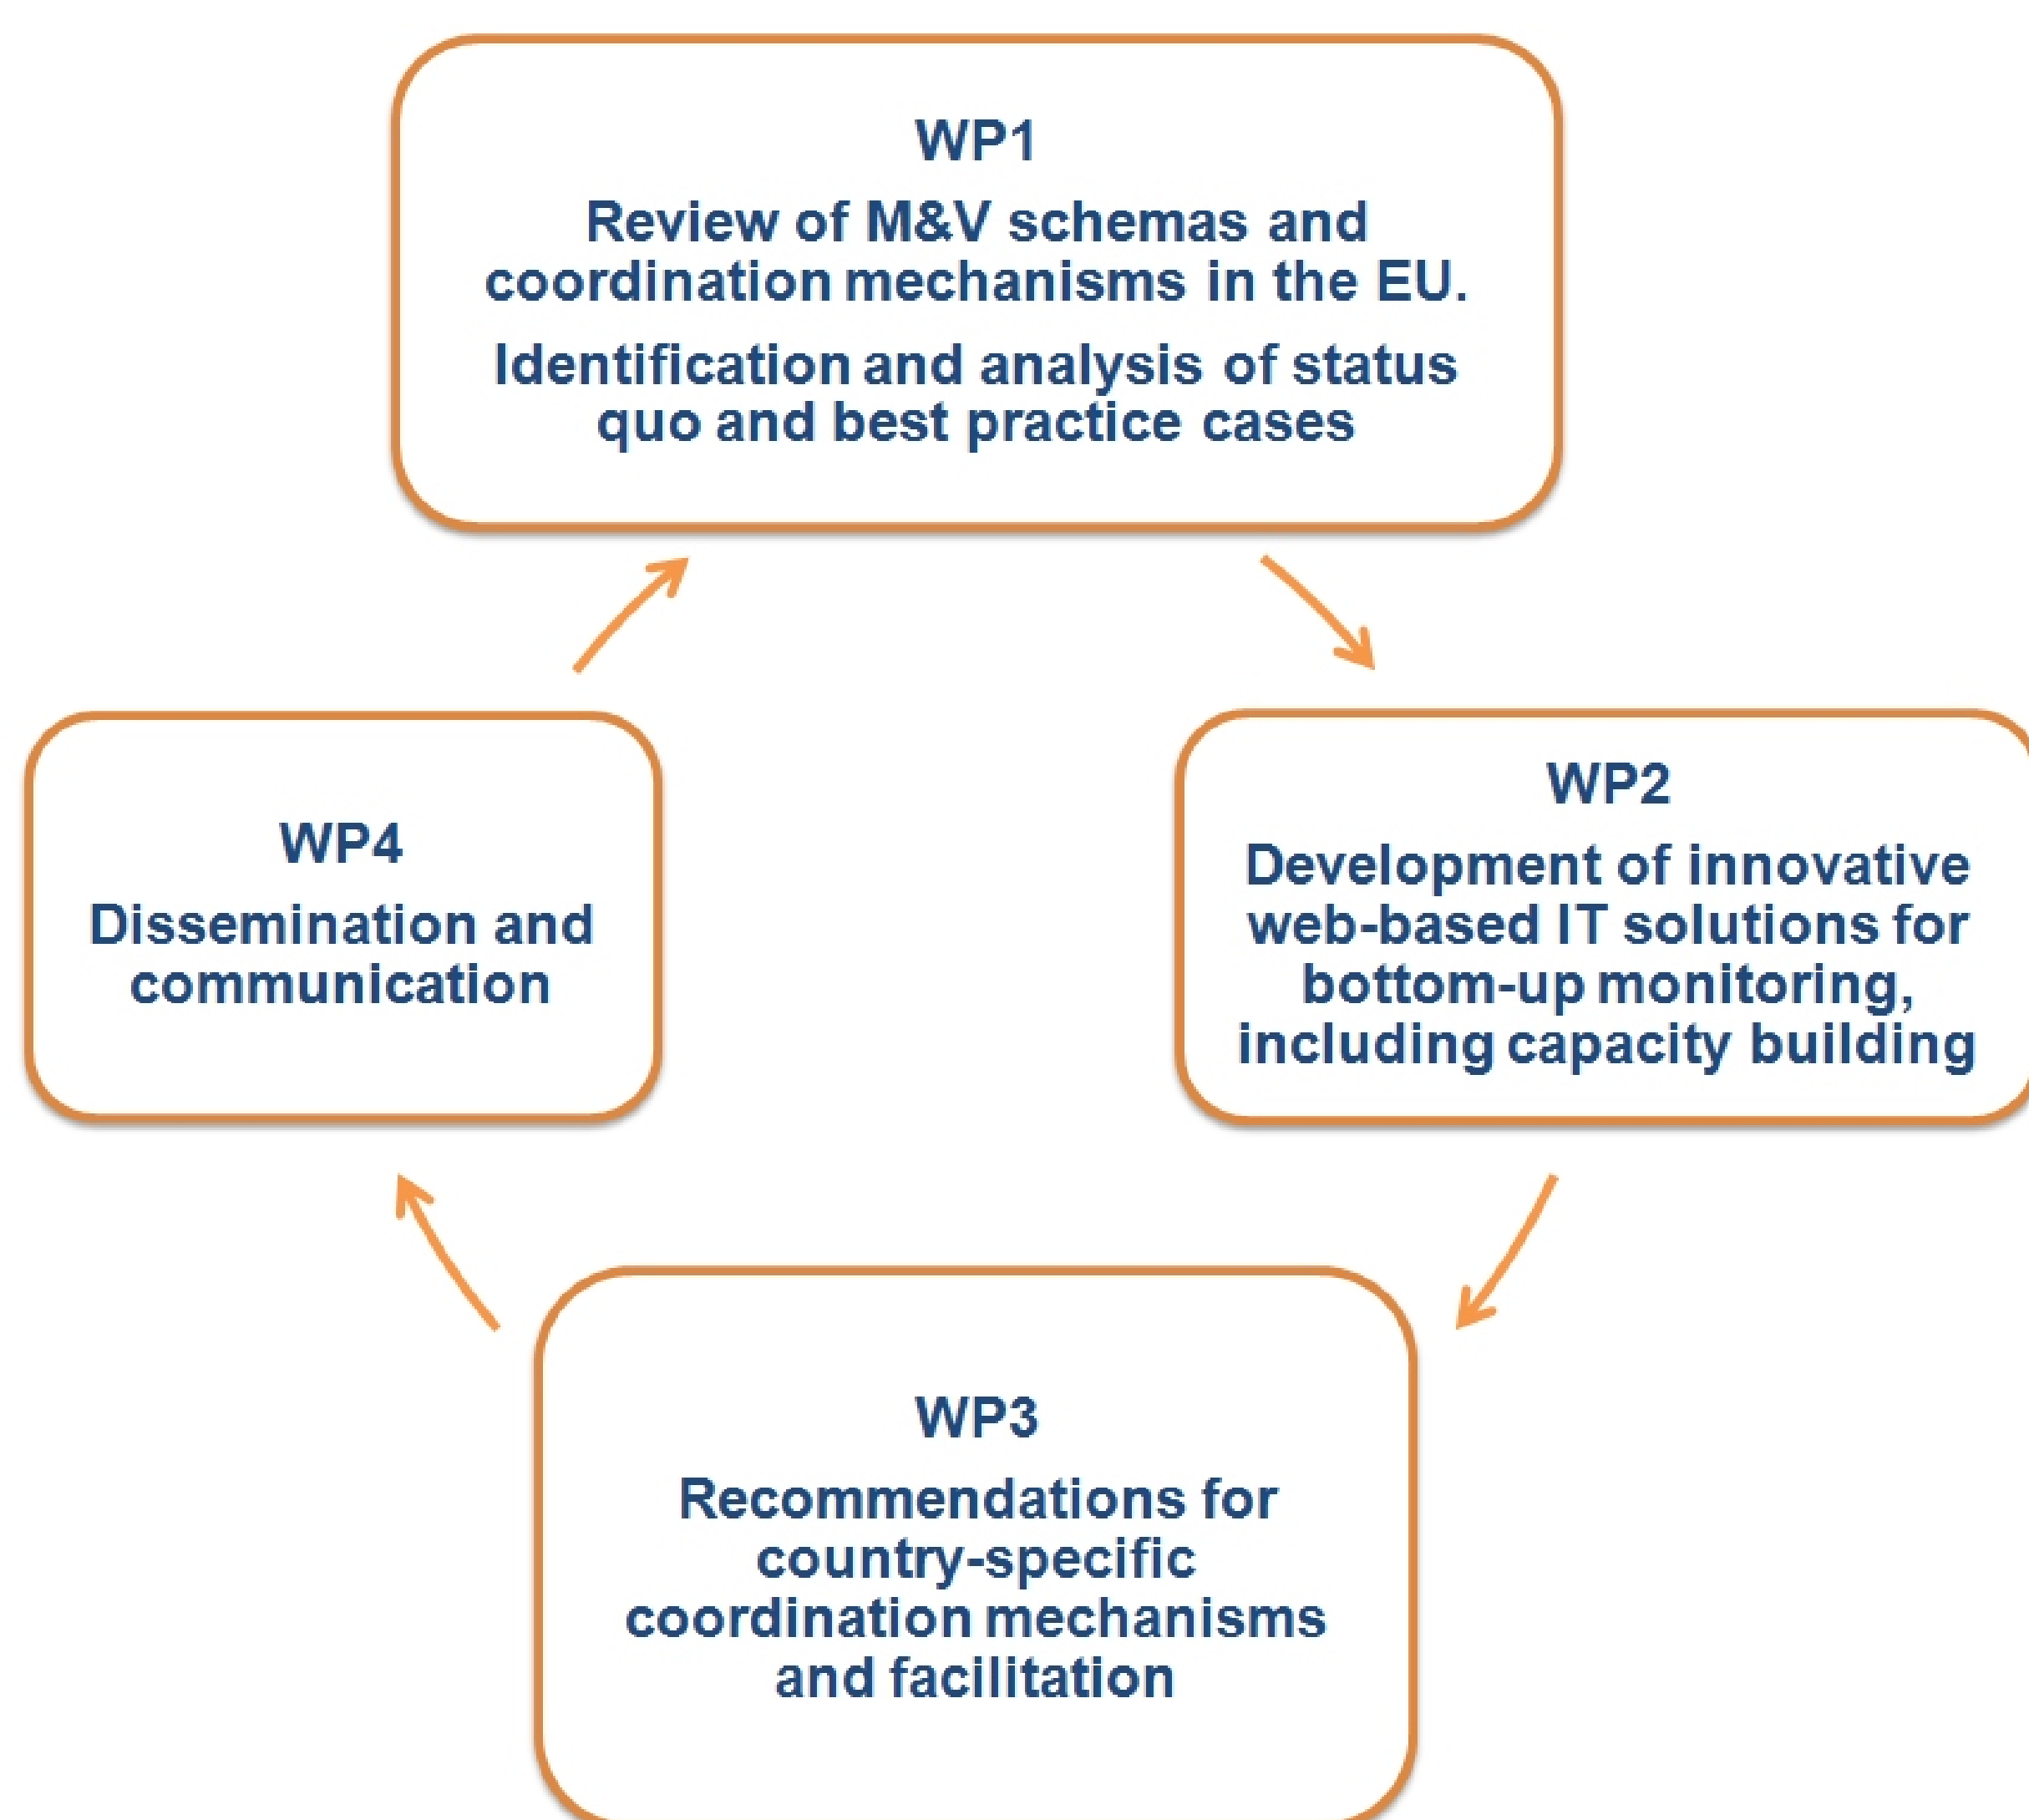 WP1
Review of M&V schemas and
coordination mechanisms in the EU.
Identification and analysis of status
quo and best practice cases
WP2
Development of innovative
web-based IT solutions for
bottom-up monitoring,
including capacity building
WP3
Recommendations for
country-specific
coordination mechanisms
and facilitation
WP4
Dissemination and
communication